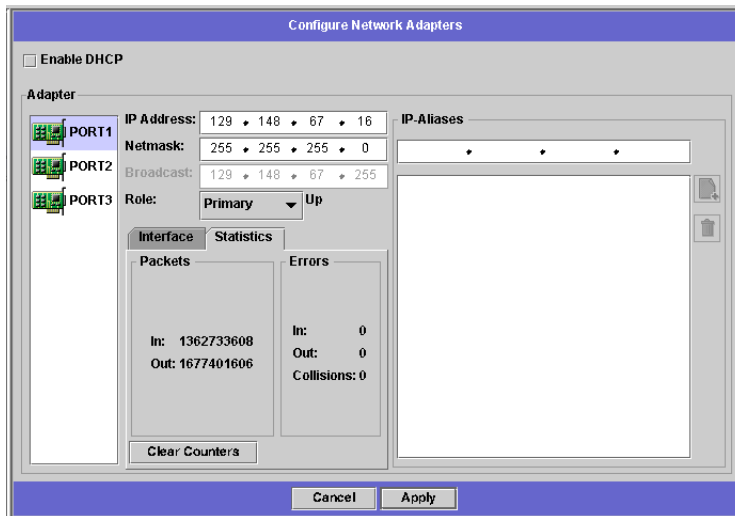 Configure Network Adapters
Enable DHCP
Adapter
PORT1
PORT2
PORT3
IP Address: 129 . 148 . 67 . 16
Netmask: 255 . 255 . 255 . 0
Broadcast: 129 . 148 . 67 . 255
Role: Primary Up
Interface Statistics
Packets
In: 1362733608
Out: 1677401606
Errors
In: 0
Out: 0
Collisions: 0
Clear Counters
IP-Aliases
. . .
Cancel Apply